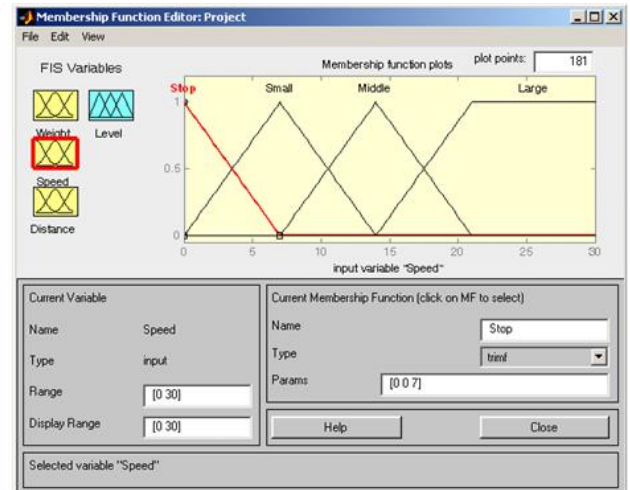 Membership Function Editor: Project
File Edit View
FIS Variables
Membership function plots
plot points:
181
Weight
Level
Speed
Distance
Stop
Small
Middle
Large
1
0.5
0
0
5
10
15
20
25
30
input variable "Speed"
Current Variable
Name
Speed
Type
input
Range
[0 30]
Display Range
[0 30]
Current Membership Function (click on MF to select)
Name
Stop
Type
trimf
Params
[0 0 7]
Help
Close
Selected variable "Speed"